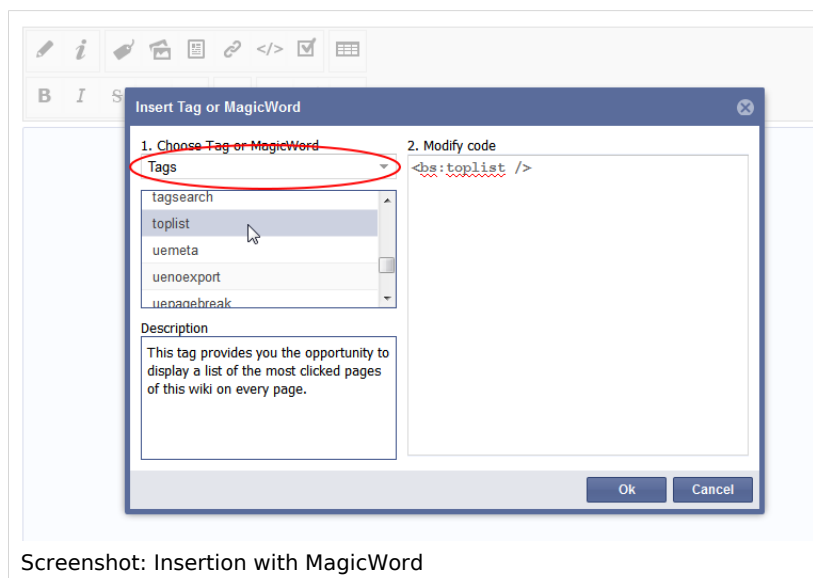 B I S
Insert Tag or MagicWord
1. Choose Tag or MagicWord
Tags
tagsearch
toplist
uemeta
uenoexport
uepagebreak
Description
This tag provides you the opportunity to
display a list of the most clicked pages
of this wiki on every page.
2. Modify code
<bs:toplist />
Ok Cancel
Screenshot: Insertion with MagicWord